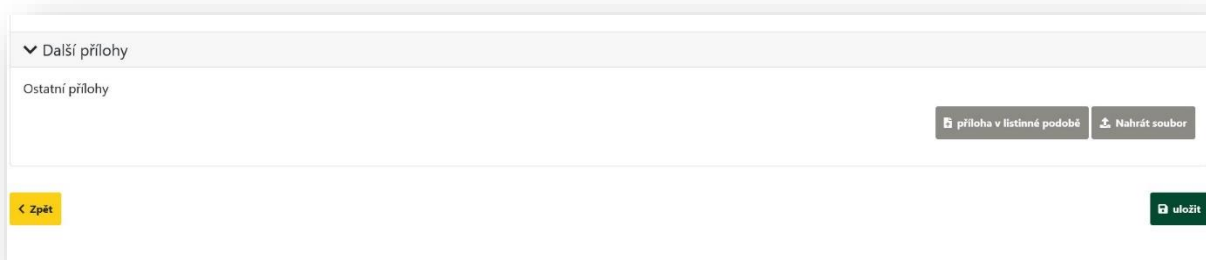 Další přílohy
Ostatní přílohy
příloha v listinné podobě Nahrát soubor
Zpět uložit